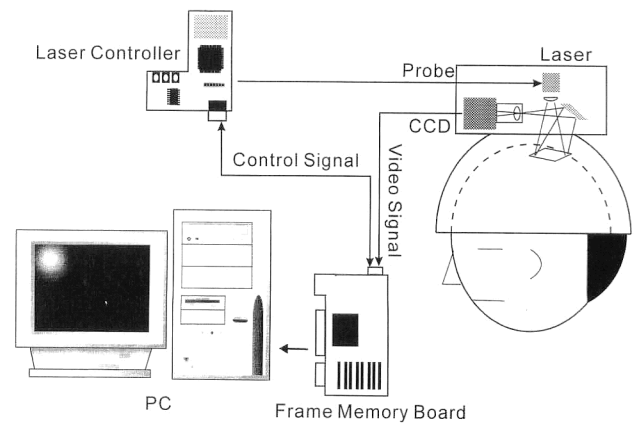 Laser Controller
Laser
Probe
CCD
Control Signal
Video Signal
PC
Frame Memory Board